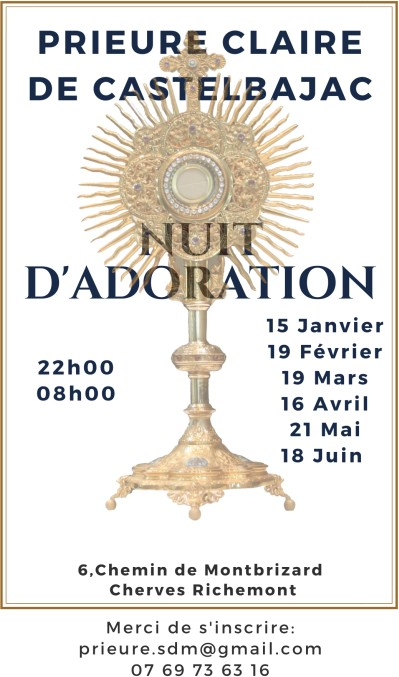 PRIEURE CLAIRE
DE CASTELBAJAC
NUIT
D'ADORATION
22h00
08h00
15 Janvier
19 Février
19 Mars
16 Avril
21 Mai
18 Juin
6,Chemin de Montbrizard
Cherves Richemont
Merci de s'inscrire:
prieure.sdm@gmail.com
07 69 73 63 16